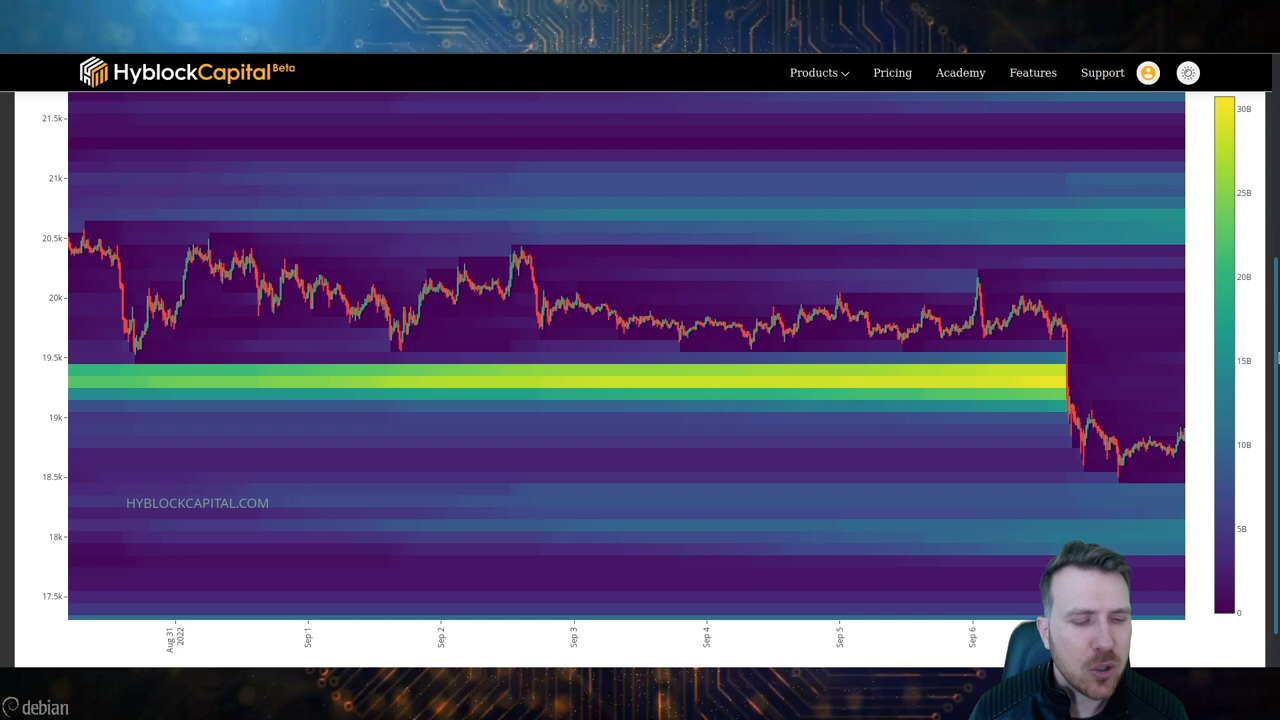 HyblockCapital Beta
Products Pricing Academy Features Support
21.5k
21k
20.5k
20k
19.5k
19k
18.5k
18k
17.5k
30B
25B
20B
15B
10B
5B
0
HYBLOCKCAPITAL.COM
Aug 31
2022
Sep 1
Sep 2
Sep 3
Sep 4
Sep 5
Sep 6
debian